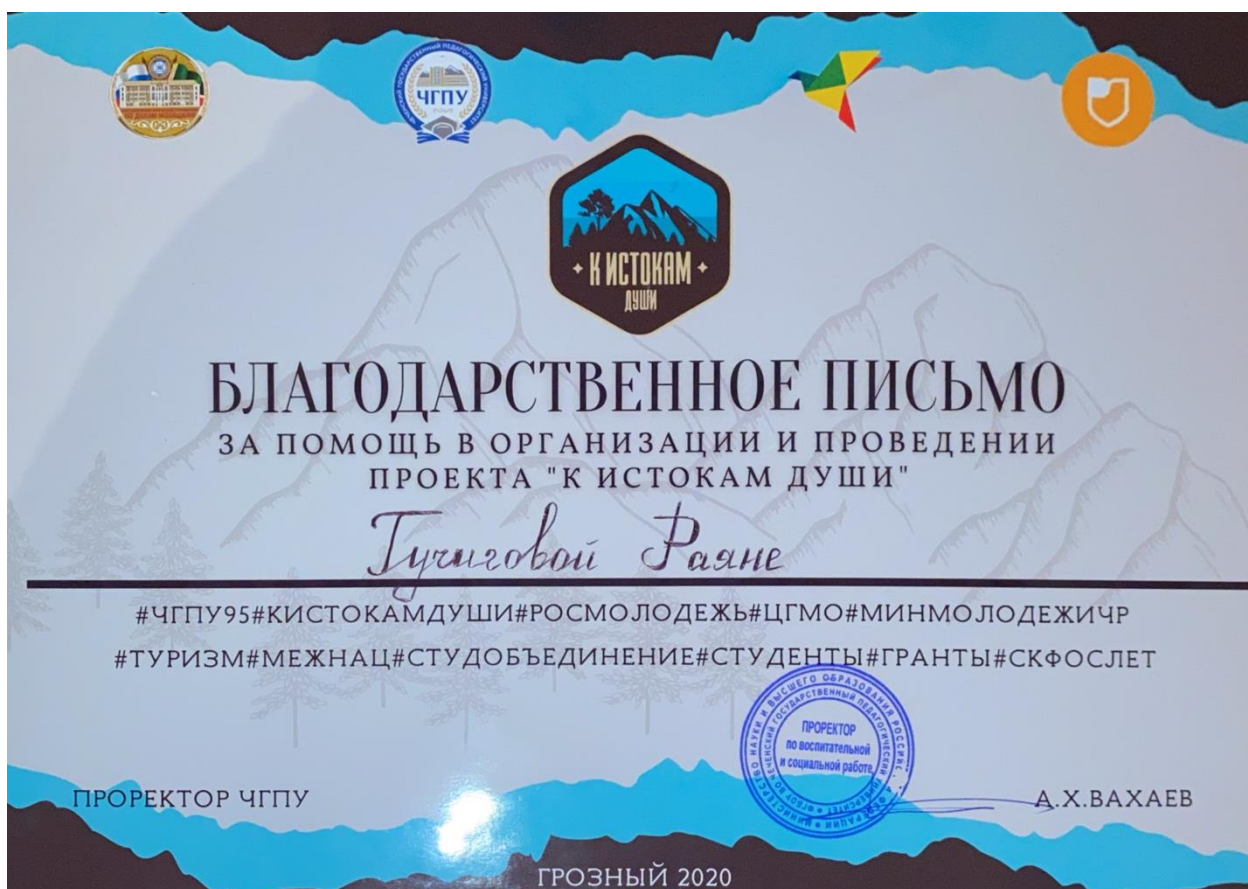 ЧГПУ
К ИСТОКАМ
ДУШИ
БЛАГОДАРСТВЕННОЕ ПИСЬМО
ЗА ПОМОЩЬ В ОРГАНИЗАЦИИ И ПРОВЕДЕНИИ
ПРОЕКТА "К ИСТОКАМ ДУШИ"
Гучиговой Раяне
#ЧГПУ95#КИСТОКАМДУШИ#РОСМОЛОДЕЖЬ#ЦГМО#МИНМОЛОДЕЖИЧР
#ТУРИЗМ#МЕЖНАЦ#СТУДОБЪЕДИНЕНИЕ#СТУДЕНТЫ#ГРАНТЫ#СКФОСЛЕТ
ПРОРЕКТОР
по воспитательной
и социальной работе
ПРОРЕКТОР ЧГПУ
А.Х.ВАХАЕВ
ГРОЗНЫЙ 2020